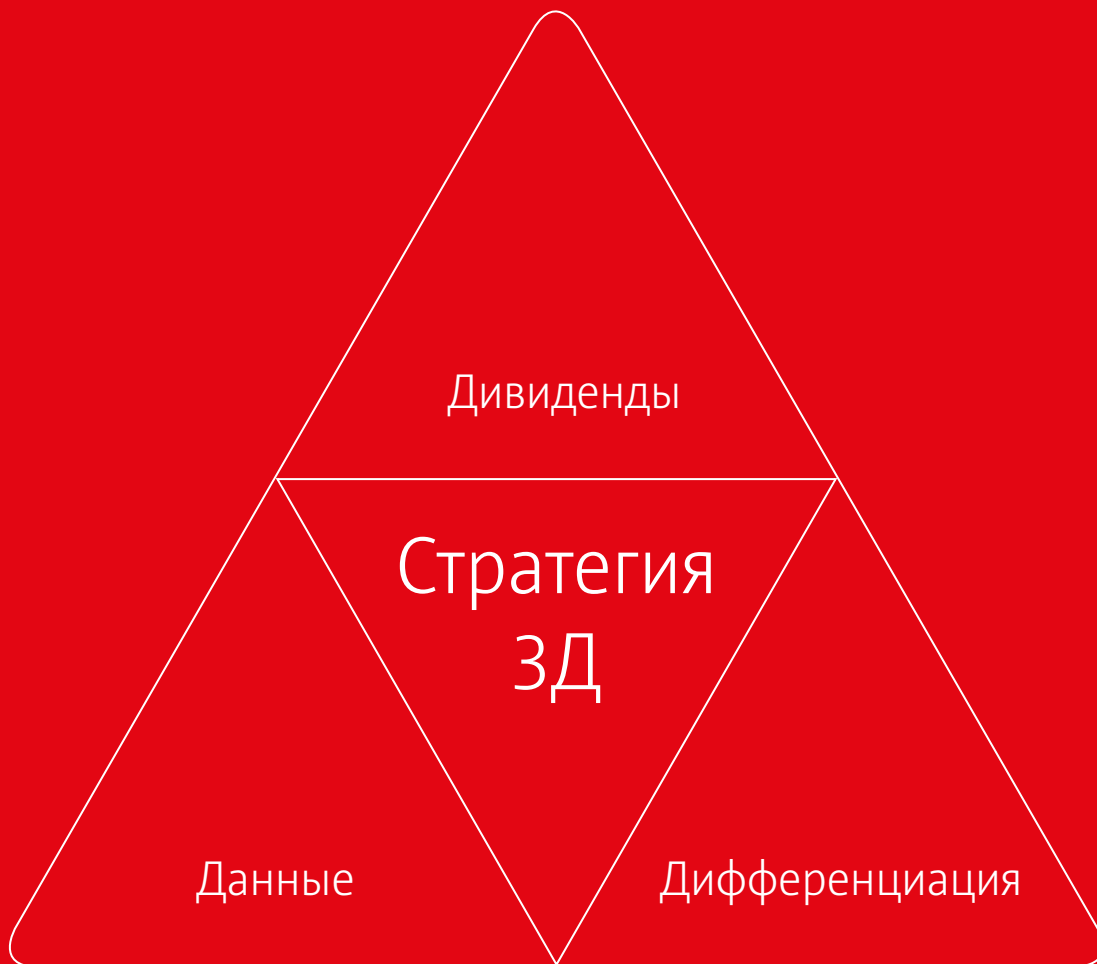 Дивиденды
Стратегия
3Д
Данные
Дифференциация